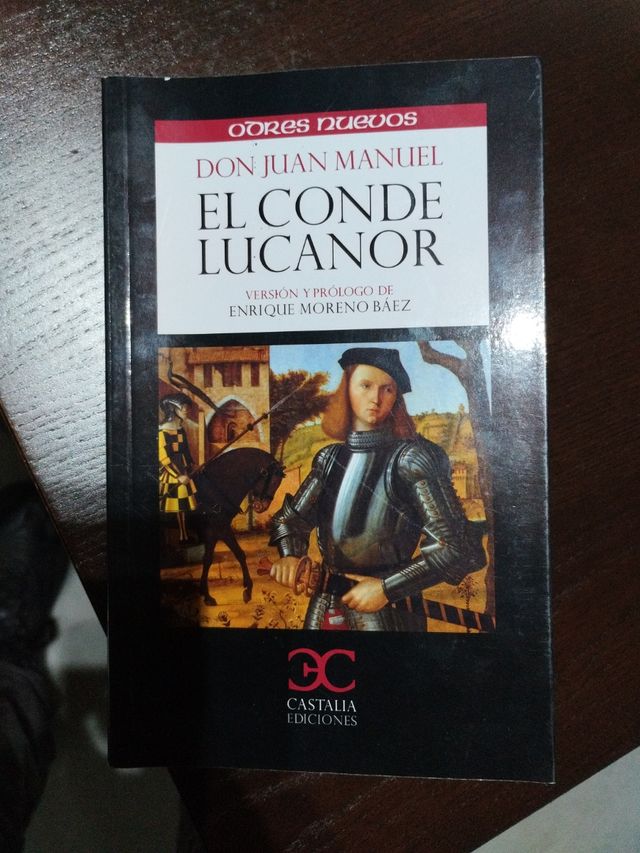 ODRES NUEVOS
DON JUAN MANUEL
EL CONDE
LUCANOR
VERSIÓN Y PRÓLOGO DE
ENRIQUE MORENO BÁEZ
CASTALIA
EDICIONES